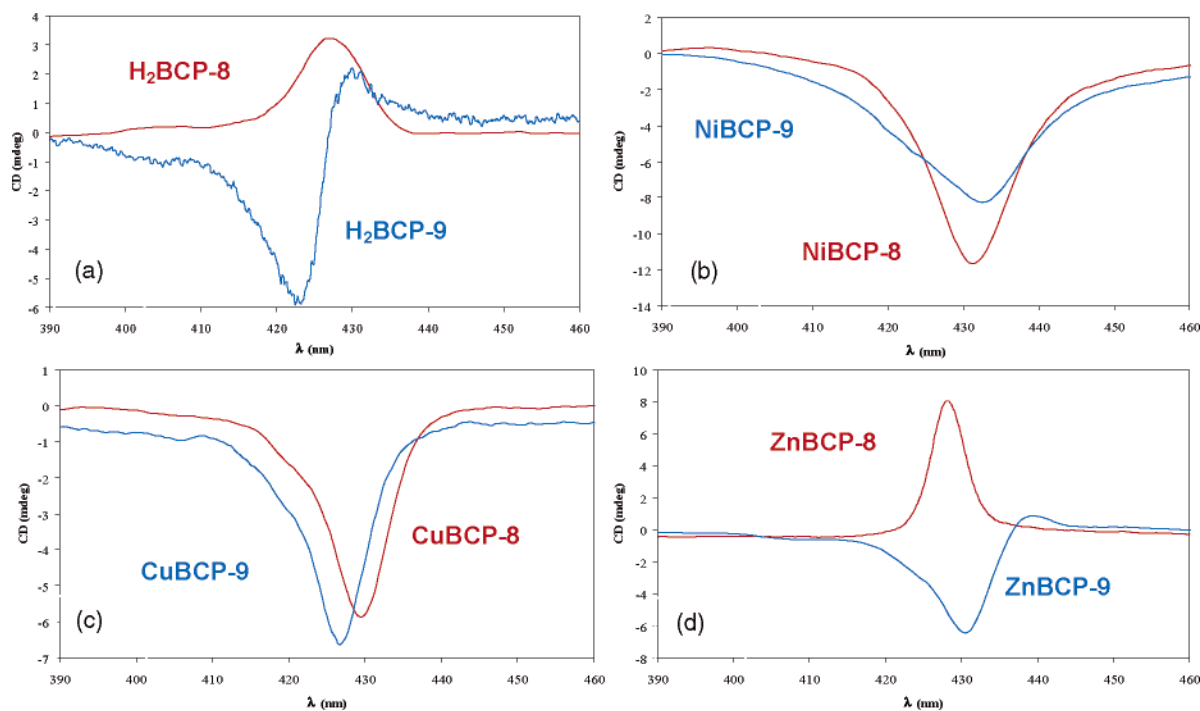 4
3
2
1
0
-1
-2
-3
-4
-5
-6
CD (mdeg)
H₂BCP-8
H₂BCP-9
(a)
390 400 410 420 430 440 450 460
λ (nm)
2
0
-2
-4
-6
-8
-10
-12
-14
CD (mdeg)
NiBCP-9
NiBCP-8
(b)
390 400 410 420 430 440 450 460
λ (nm)
1
0
-1
-2
-3
-4
-5
-6
-7
CD (mdeg)
CuBCP-8
CuBCP-9
(c)
390 400 410 420 430 440 450 460
λ (nm)
10
8
6
4
2
0
-2
-4
-6
-8
CD (mdeg)
ZnBCP-8
ZnBCP-9
(d)
390 400 410 420 430 440 450 460
λ (nm)